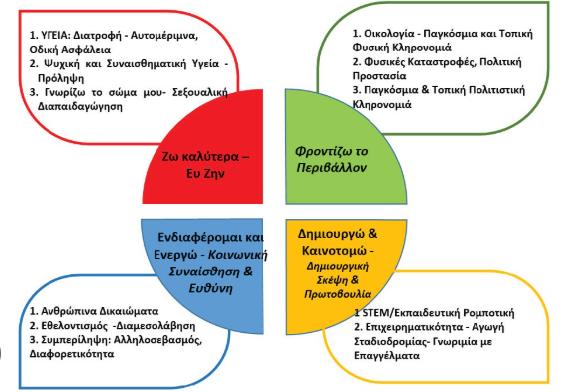 1. ΥΓΕΙΑ: Διατροφή - Αυτομέριμνα,
Οδική Ασφάλεια
2. Ψυχική και Συναισθηματική Υγεία -
Πρόληψη
3. Γνωρίζω το σώμα μου- Σεξουαλική
Διαπαιδαγώγηση
1. Οικολογία - Παγκόσμια και Τοπική
Φυσική Κληρονομιά
2. Φυσικές Καταστροφές, Πολιτική
Προστασία
3. Παγκόσμια & Τοπική Πολιτιστική
Κληρονομιά
Ζω καλύτερα –
Ευ Ζην
Φροντίζω το
Περιβάλλον
Ενδιαφέρομαι και
Ενεργώ - Κοινωνική
Συναίσθηση &
Ευθύνη
Δημιουργώ &
Καινοτομώ -
Δημιουργική
Σκέψη &
Πρωτοβουλία
1. Ανθρώπινα Δικαιώματα
2. Εθελοντισμός -Διαμεσολάβηση
3. Συμπερίληψη: Αλληλοσεβασμός,
Διαφορετικότητα
1 STEM/Εκπαιδευτική Ρομποτική
2. Επιχειρηματικότητα - Αγωγή
Σταδιοδρομίας- Γνωριμία με
Επαγγέλματα